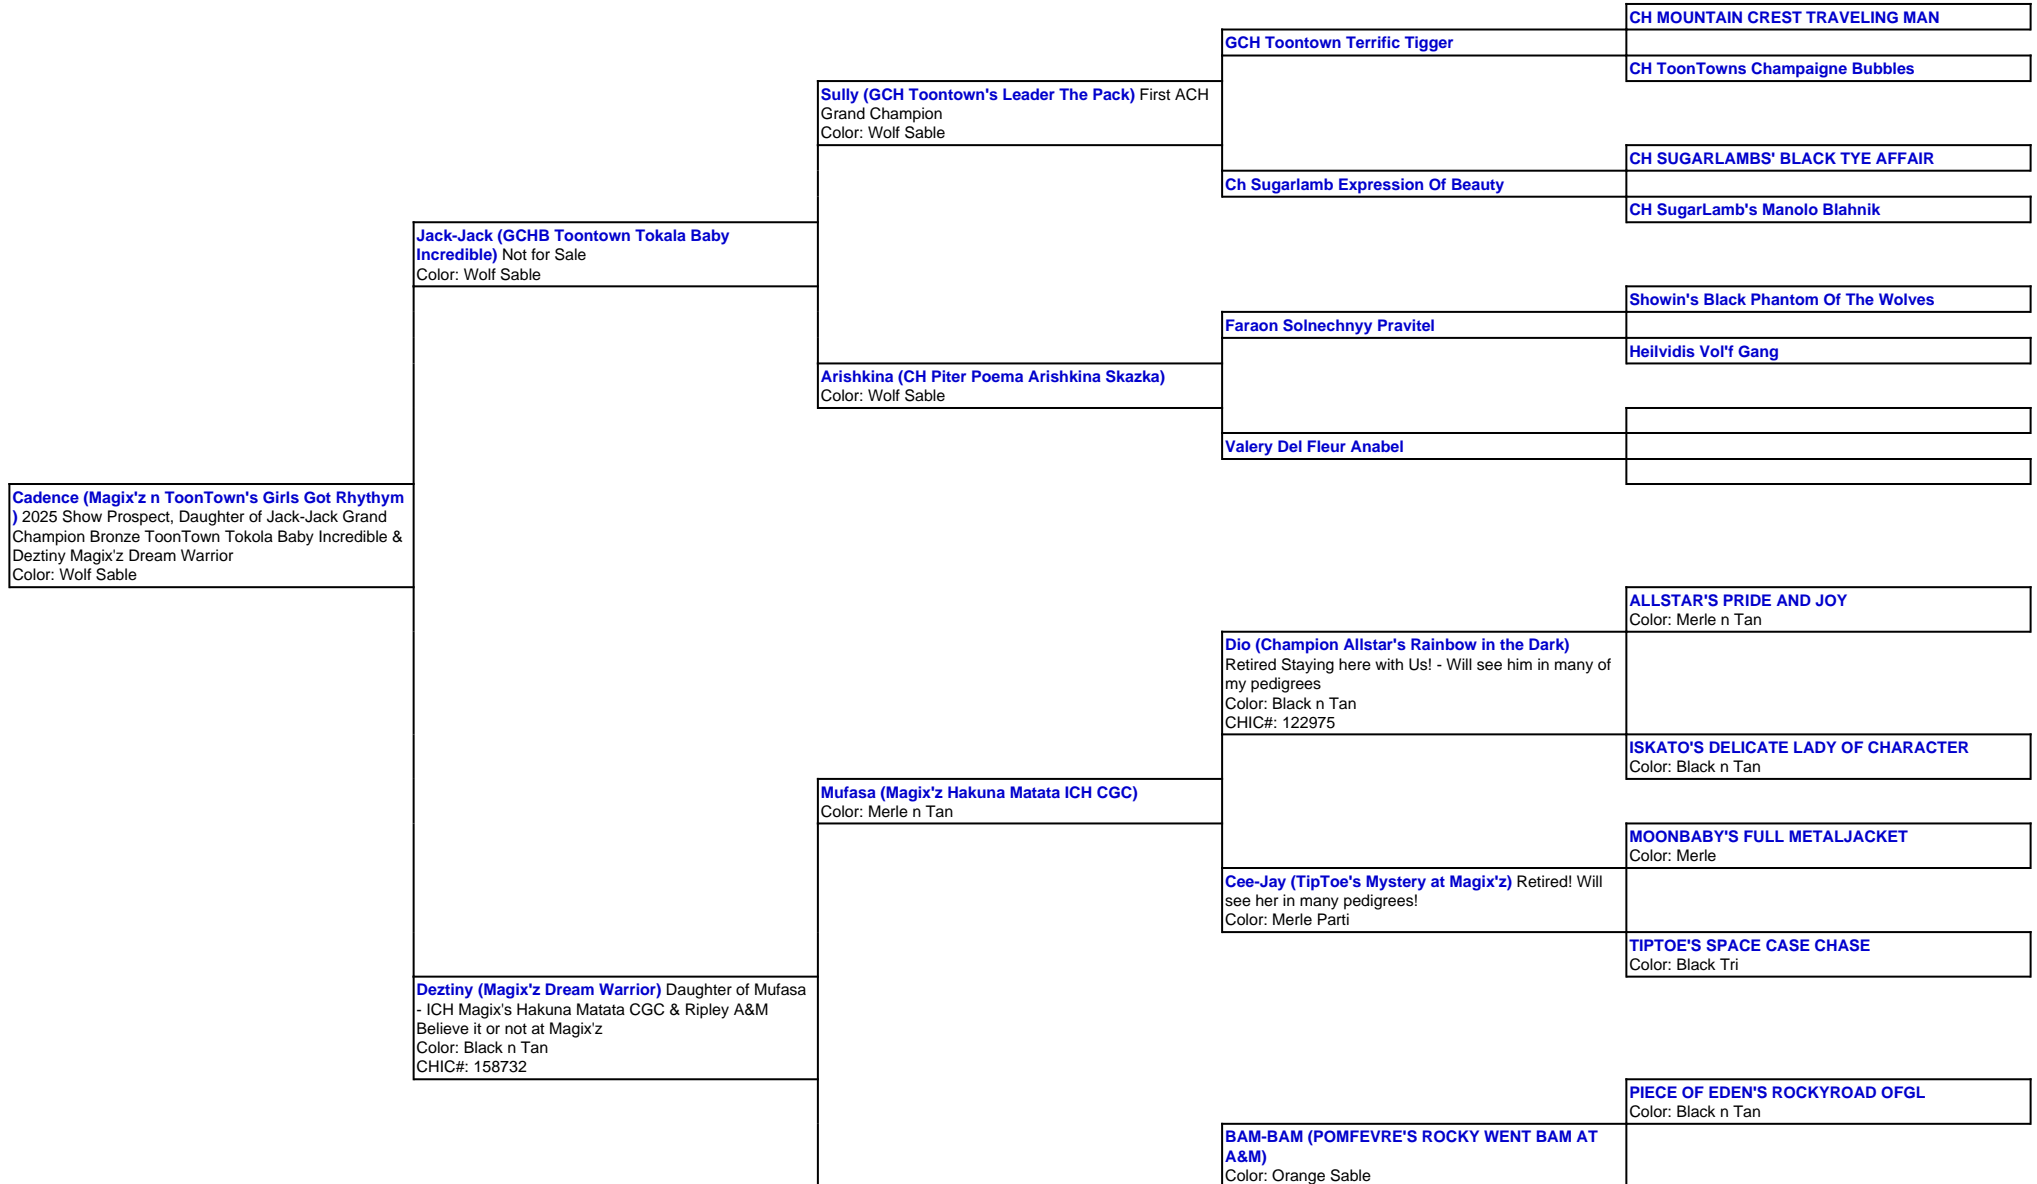 CH MOUNTAIN CREST TRAVELING MAN
GCH Toontown Terrific Tigger
CH ToonTowns Champaigne Bubbles
Sully (GCH Toontown's Leader The Pack) First ACH
Grand Champion
Color: Wolf Sable
CH SUGARLAMBS' BLACK TYE AFFAIR
Ch Sugarlamb Expression Of Beauty
CH SugarLamb's Manolo Blahnik
Jack-Jack (GCHB Toontown Tokala Baby
Incredible) Not for Sale
Color: Wolf Sable
Showin's Black Phantom Of The Wolves
Faraon Solnechnyy Pravitel
Heilvidis Vol'f Gang
Arishkina (CH Piter Poema Arishkina Skazka)
Color: Wolf Sable
Valery Del Fleur Anabel
Cadence (Magix'z n ToonTown's Girls Got Rhythym
) 2025 Show Prospect, Daughter of Jack-Jack Grand
Champion Bronze ToonTown Tokola Baby Incredible &
Deztiny Magix'z Dream Warrior
Color: Wolf Sable
ALLSTAR'S PRIDE AND JOY
Color: Merle n Tan
Dio (Champion Allstar's Rainbow in the Dark)
Retired Staying here with Us! - Will see him in many of
my pedigrees
Color: Black n Tan
CHIC#: 122975
ISKATO'S DELICATE LADY OF CHARACTER
Color: Black n Tan
Mufasa (Magix'z Hakuna Matata ICH CGC)
Color: Merle n Tan
MOONBABY'S FULL METALJACKET
Color: Merle
Cee-Jay (TipToe's Mystery at Magix'z) Retired! Will
see her in many pedigrees!
Color: Merle Parti
TIPTOE'S SPACE CASE CHASE
Color: Black Tri
Deztiny (Magix'z Dream Warrior) Daughter of Mufasa
- ICH Magix's Hakuna Matata CGC & Ripley A&M
Believe it or not at Magix'z
Color: Black n Tan
CHIC#: 158732
PIECE OF EDEN'S ROCKYROAD OFGL
Color: Black n Tan
BAM-BAM (POMFEVRE'S ROCKY WENT BAM AT
A&M)
Color: Orange Sable